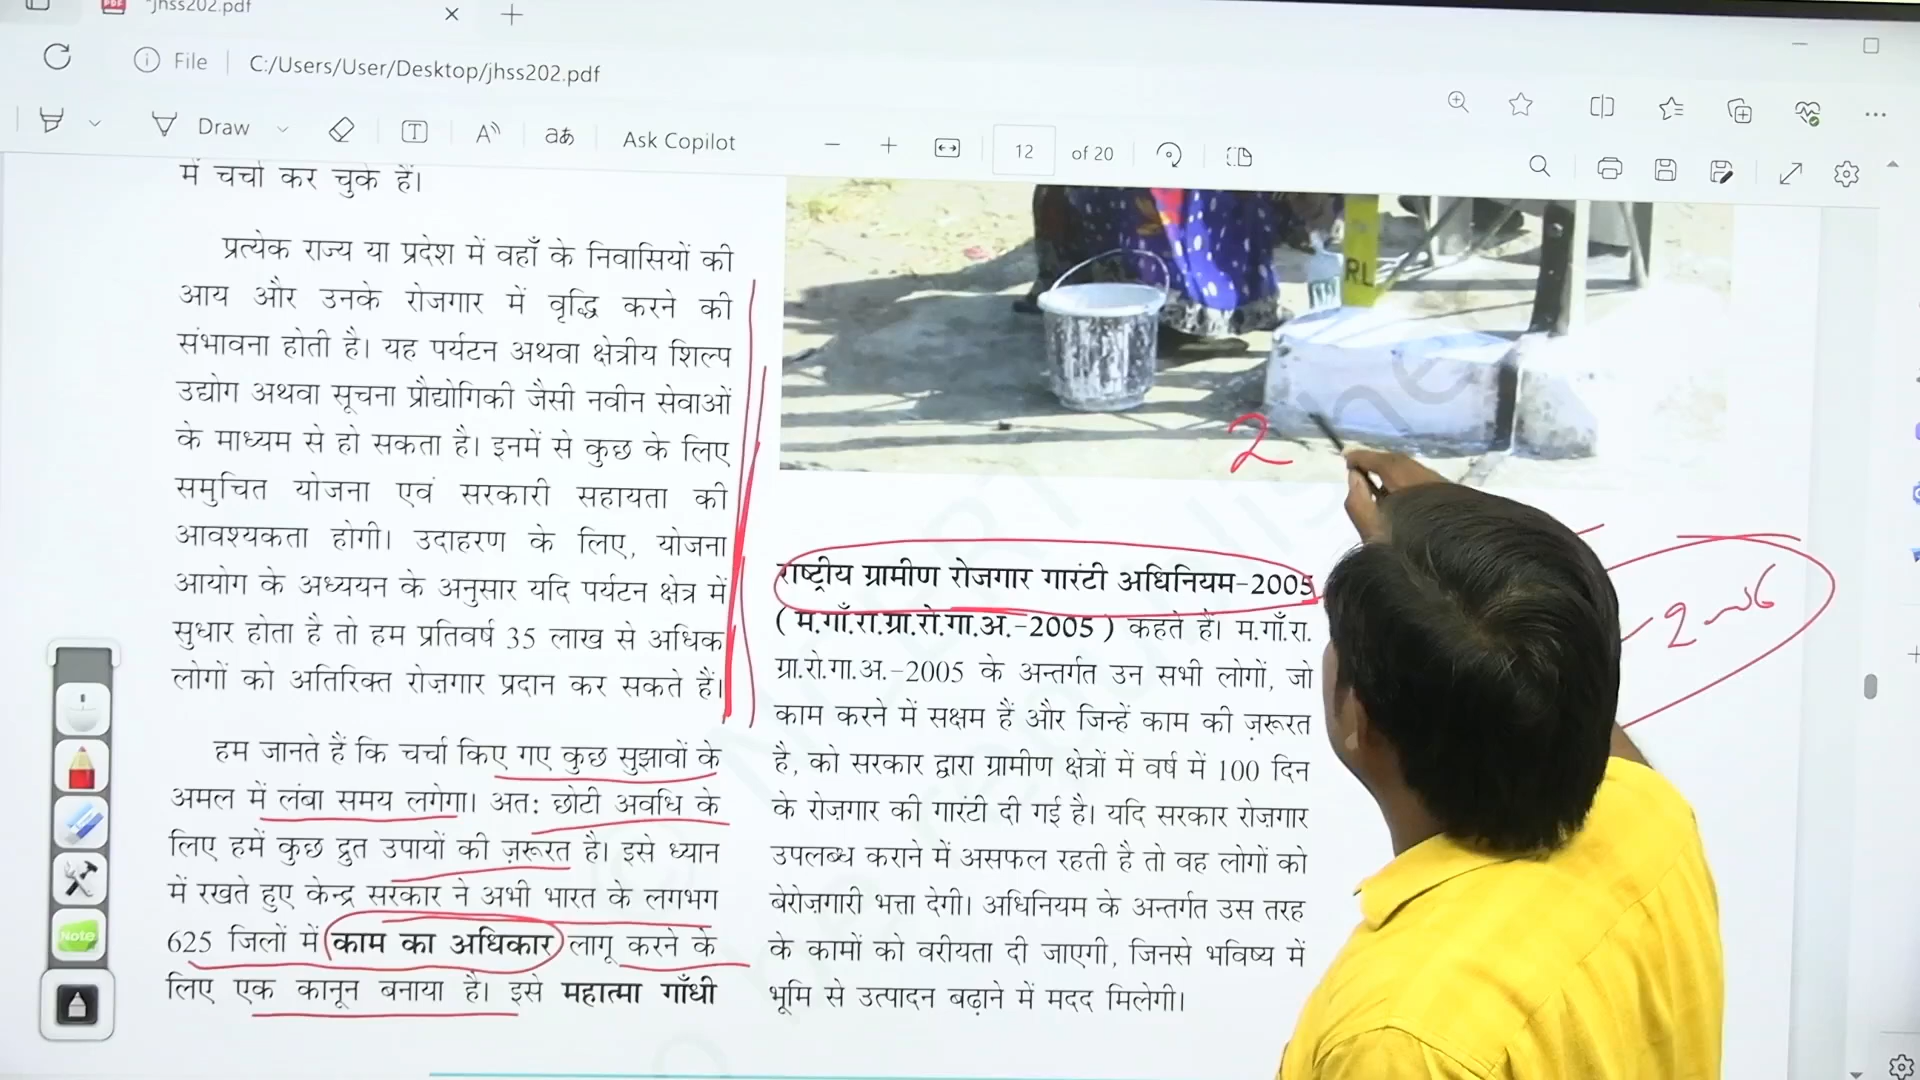 jhss202.pdf
File
C:/Users/User/Desktop/jhss202.pdf
Draw
Ask Copilot
12 of 20
में चर्चा कर चुके हैं।
प्रत्येक राज्य या प्रदेश में वहाँ के निवासियों की
आय और उनके रोजगार में वृद्धि करने की
संभावना होती है। यह पर्यटन अथवा क्षेत्रीय शिल्प
उद्योग अथवा सूचना प्रौद्योगिकी जैसी नवीन सेवाओं
के माध्यम से हो सकता है। इनमें से कुछ के लिए
समुचित योजना एवं सरकारी सहायता की
आवश्यकता होगी। उदाहरण के लिए, योजना
आयोग के अध्ययन के अनुसार यदि पर्यटन क्षेत्र में
सुधार होता है तो हम प्रतिवर्ष 35 लाख से अधिक
लोगों को अतिरिक्त रोज़गार प्रदान कर सकते हैं।
हम जानते हैं कि चर्चा किए गए कुछ सुझावों के
अमल में लंबा समय लगेगा। अतः छोटी अवधि के
लिए हमें कुछ द्रुत उपायों की ज़रूरत है। इसे ध्यान
में रखते हुए केन्द्र सरकार ने अभी भारत के लगभग
625 जिलों में काम का अधिकार लागू करने के
लिए एक कानून बनाया है। इसे महात्मा गाँधी
RL
2
राष्ट्रीय ग्रामीण रोजगार गारंटी अधिनियम-2005
( म.गाँ.रा.ग्रा.रो.गा.अ.-2005 ) कहते हैं। म.गाँ.रा.
ग्रा.रो.गा.अ.-2005 के अन्तर्गत उन सभी लोगों, जो
काम करने में सक्षम हैं और जिन्हें काम की ज़रूरत
है, को सरकार द्वारा ग्रामीण क्षेत्रों में वर्ष में 100 दिन
के रोज़गार की गारंटी दी गई है। यदि सरकार रोज़गार
उपलब्ध कराने में असफल रहती है तो वह लोगों को
बेरोज़गारी भत्ता देगी। अधिनियम के अन्तर्गत उस तरह
के कामों को वरीयता दी जाएगी, जिनसे भविष्य में
भूमि से उत्पादन बढ़ाने में मदद मिलेगी।
Note